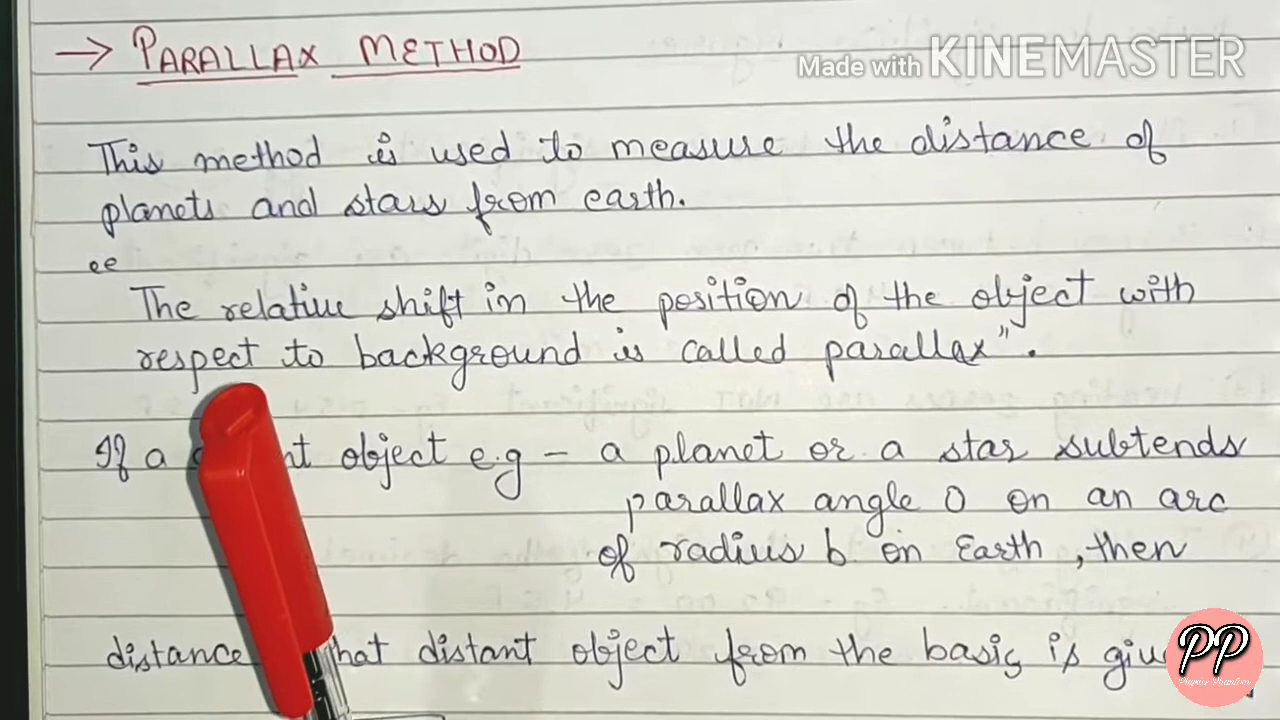 → PARALLAX METHOD
Made with KINEMASTER
This method is used to measure the distance of
planets and stars from earth.
ee
The relative shift in the position of the object with
respect to background is called parallax".
If a object e.g - a planet or a star subtends
parallax angle O on an arc
of radius b on Earth, then
distance that distant object from the basis is
PP